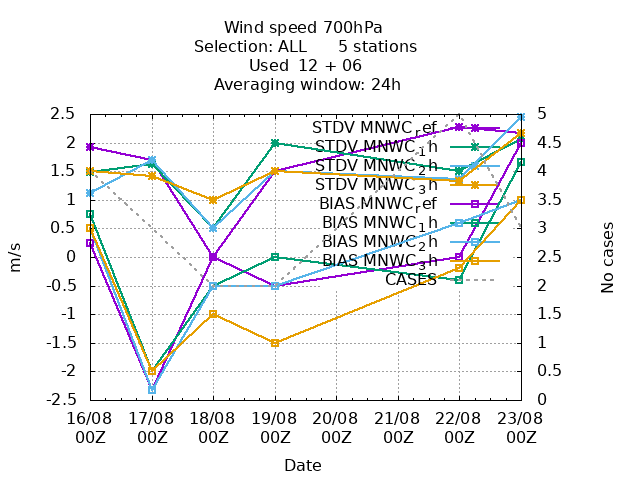 Wind speed 700hPa
Selection: ALL 5 stations
Used 12 + 06
Averaging window: 24h
2.5 5
STDV MNWC_ref
2 4.5
STDV MNWC_1h
1.5 4
STDV MNWC_2h
STDV MNWC_3h
1 3.5
BIAS MNWC_ref
0.5 3
BIAS MNWC_1h
BIAS MNWC_2h
0 2.5
BIAS MNWC_3h
-0.5 2
CASES
-1 1.5
-1.5 1
-2 0.5
-2.5 0
m/s
No cases
16/08 17/08 18/08 19/08 20/08 21/08 22/08 23/08
00Z 00Z 00Z 00Z 00Z 00Z 00Z 00Z
Date